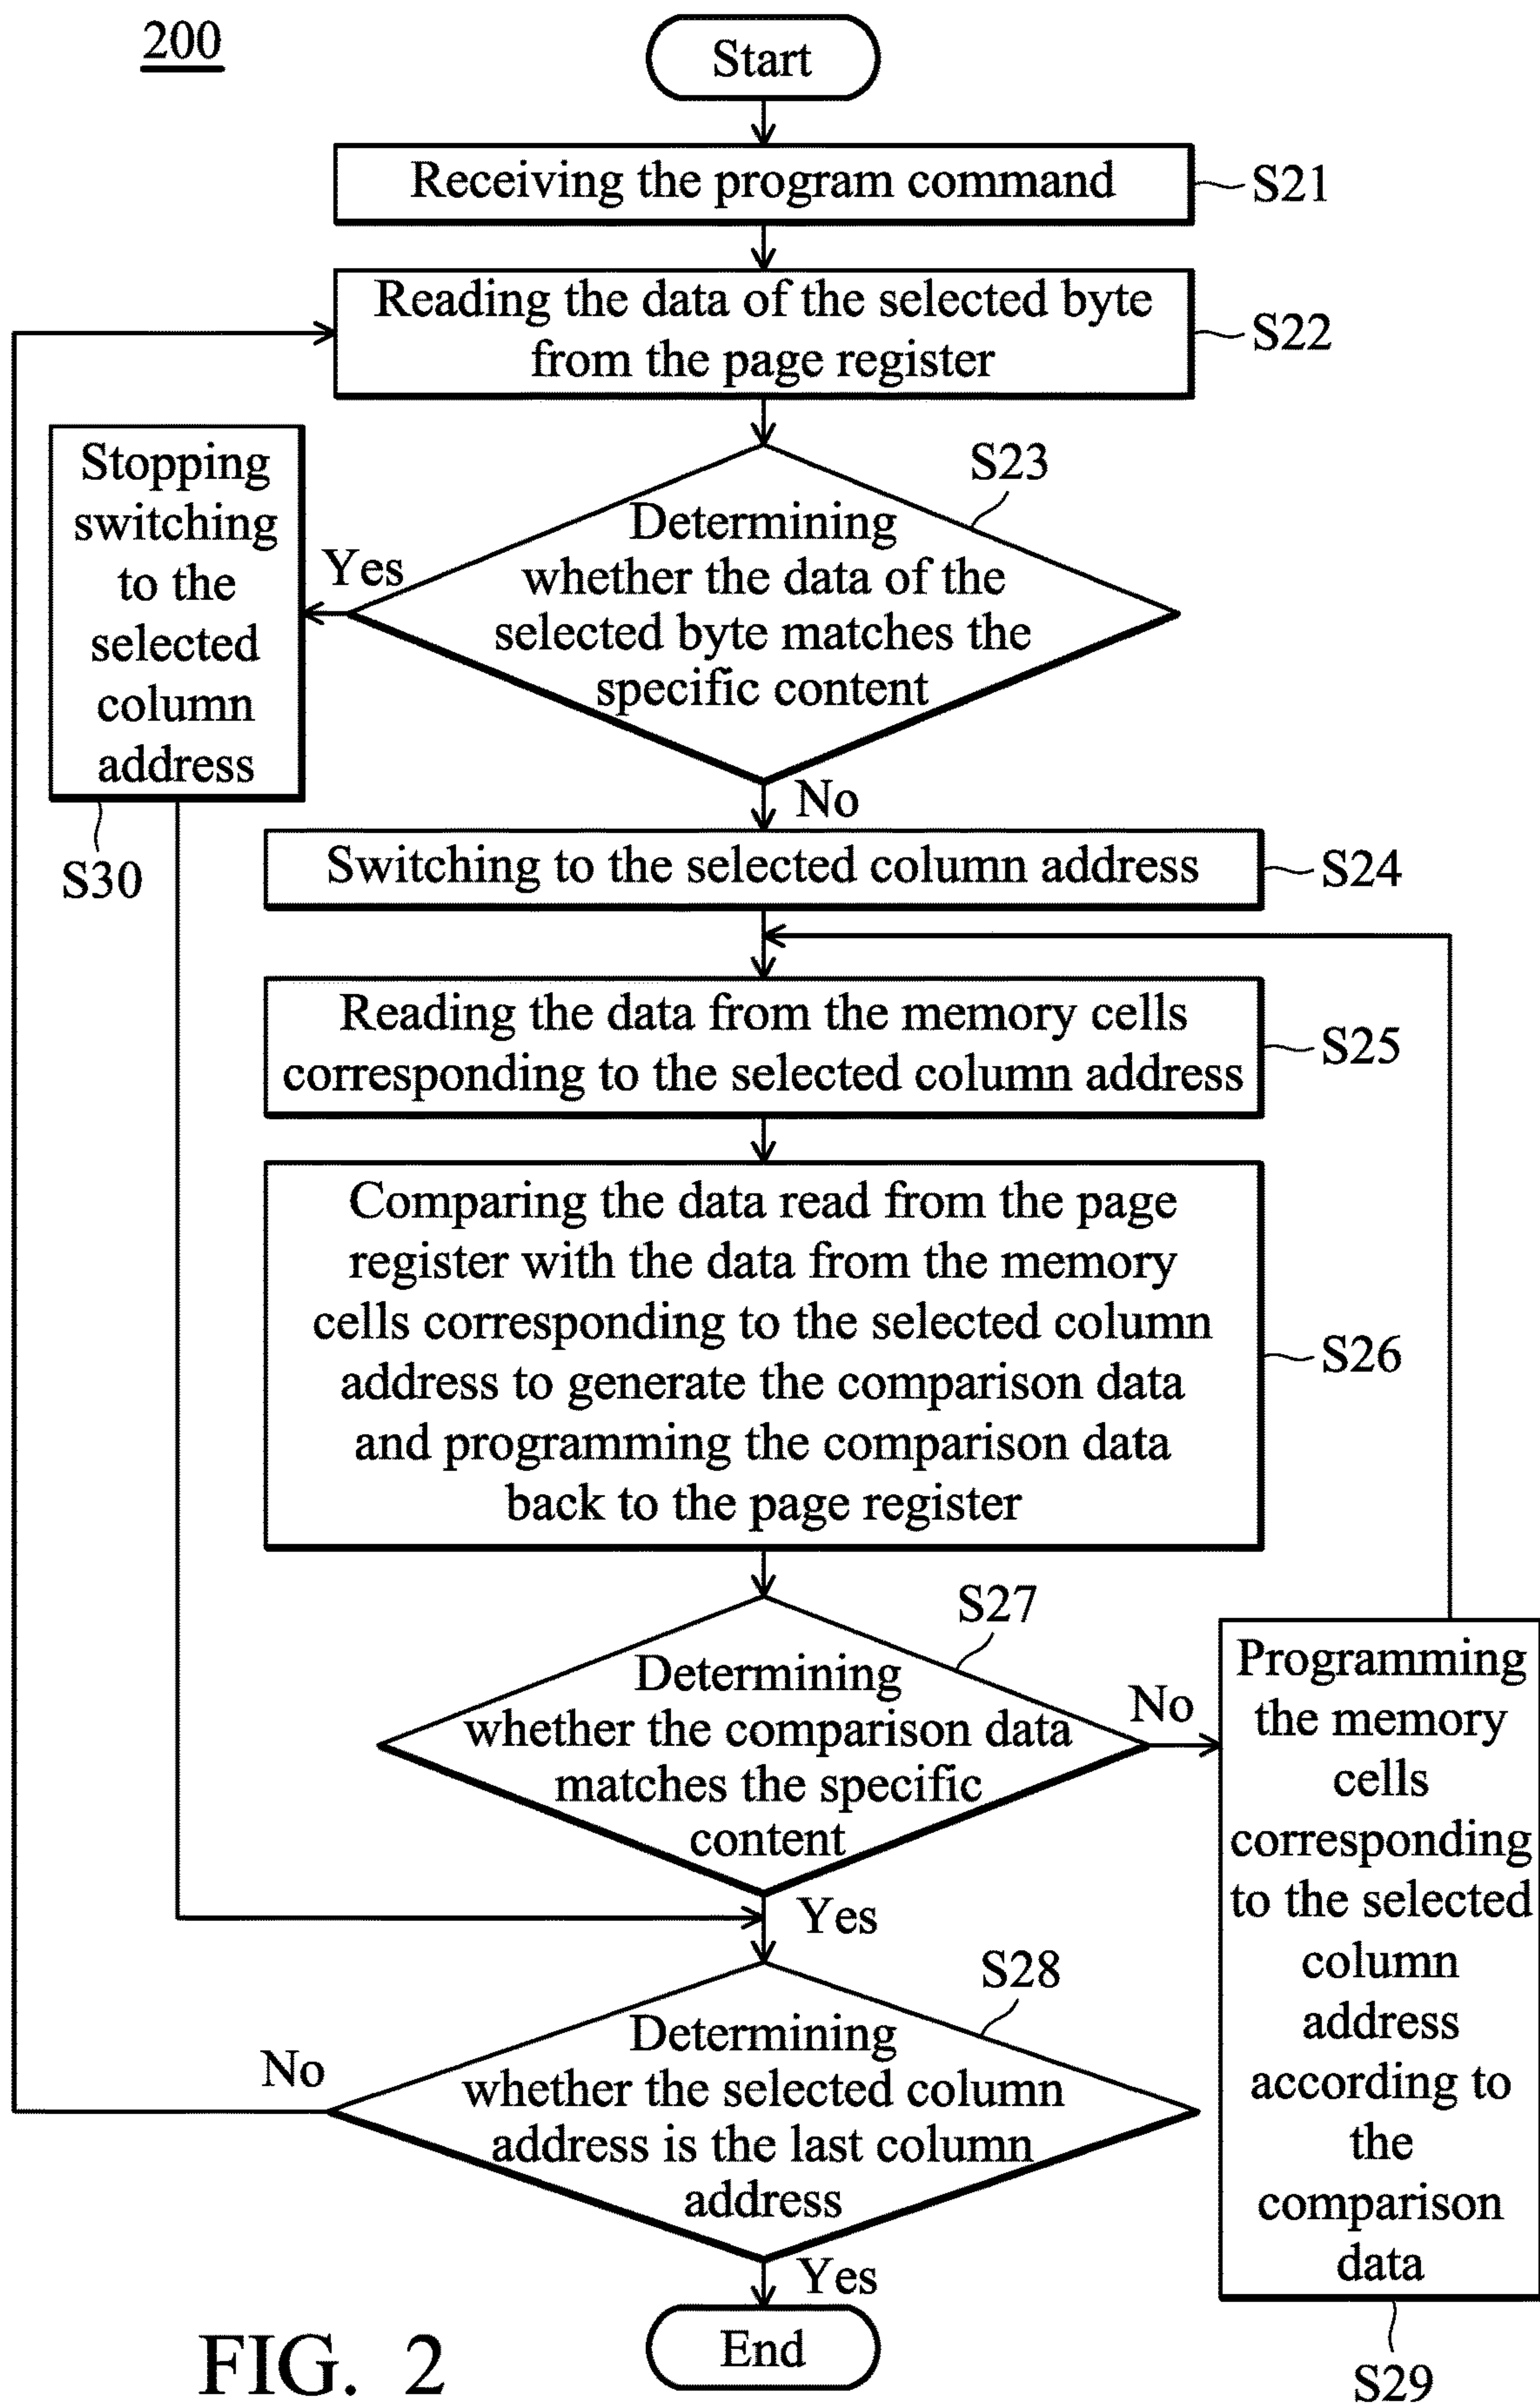 200
Start
Receiving the program command
S21
Reading the data of the selected byte
from the page register
S22
Stopping
switching
to the
selected
column
address
S30
Yes
S23
Determining
whether the data of the
selected byte matches the
specific content
No
Switching to the selected column address
S24
Reading the data from the memory cells
corresponding to the selected column address
S25
Comparing the data read from the page
register with the data from the memory
cells corresponding to the selected column
address to generate the comparison data
and programming the comparison data
back to the page register
S26
S27
Determining
whether the comparison data
matches the specific
content
No
Yes
Programming
the memory
cells
corresponding
to the selected
column
address
according to
the
comparison
data
S29
S28
Determining
whether the selected column
address is the last column
address
No
Yes
End
FIG. 2